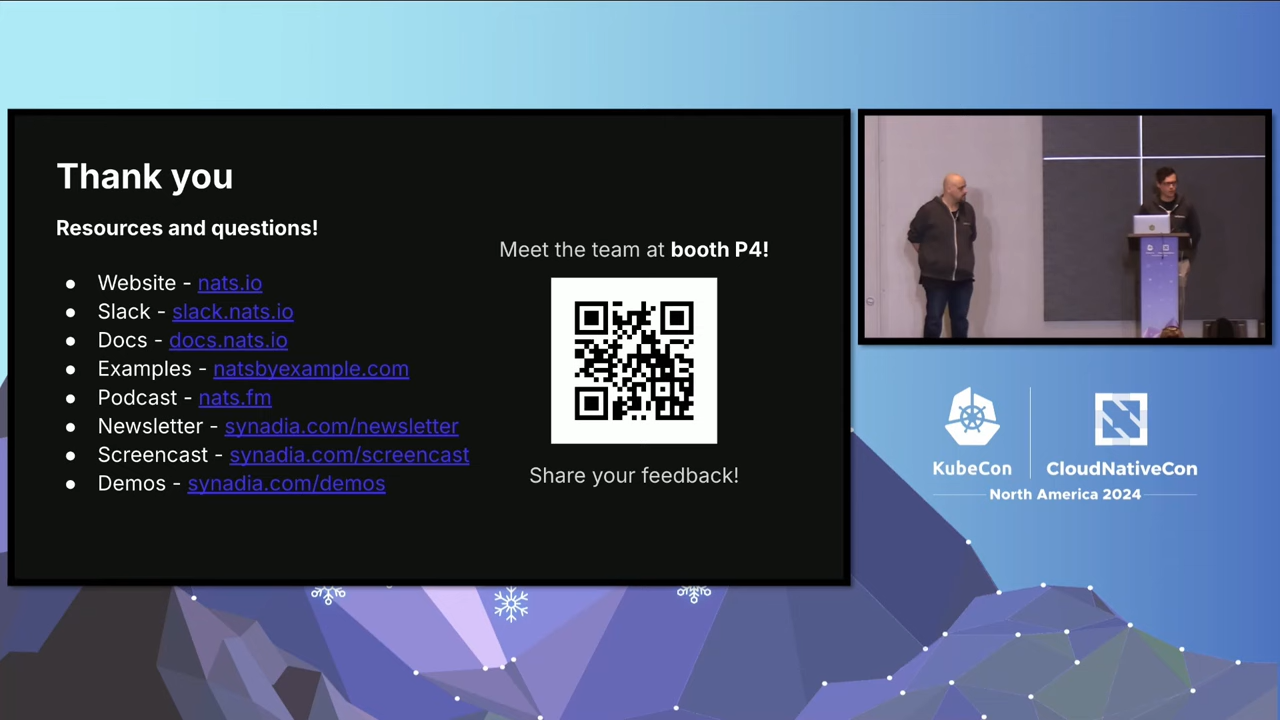 Thank you
Resources and questions!
● Website - nats.io
● Slack - slack.nats.io
● Docs - docs.nats.io
● Examples - natsbyexample.com
● Podcast - nats.fm
● Newsletter - synadia.com/newsletter
● Screencast - synadia.com/screencast
● Demos - synadia.com/demos
Meet the team at booth P4!
Share your feedback!
KubeCon
CloudNativeCon
North America 2024